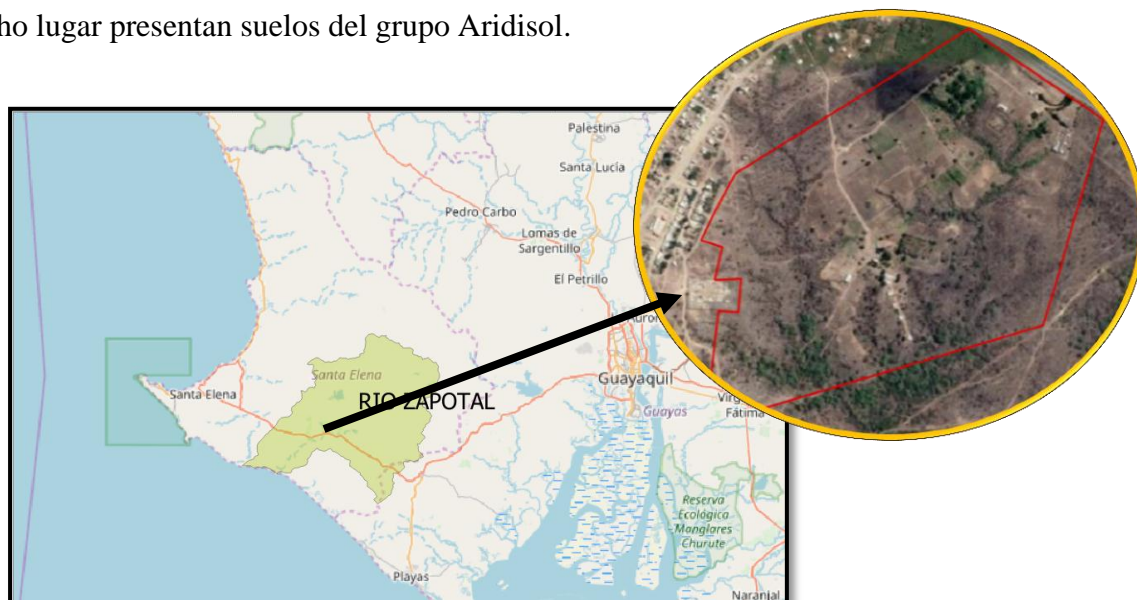 ho lugar presentan suelos del grupo Aridisol.
Palestina
Santa Lucía
Pedro Carbo
Lomas de
Sargentillo
El Petrillo
Santa Elena
Santa Elena
RIO ZAPOTAL
Guayaquil
Guayas
Fátima
Reserva
Ecológica
Manglares
Churute
Playas
Naranjal